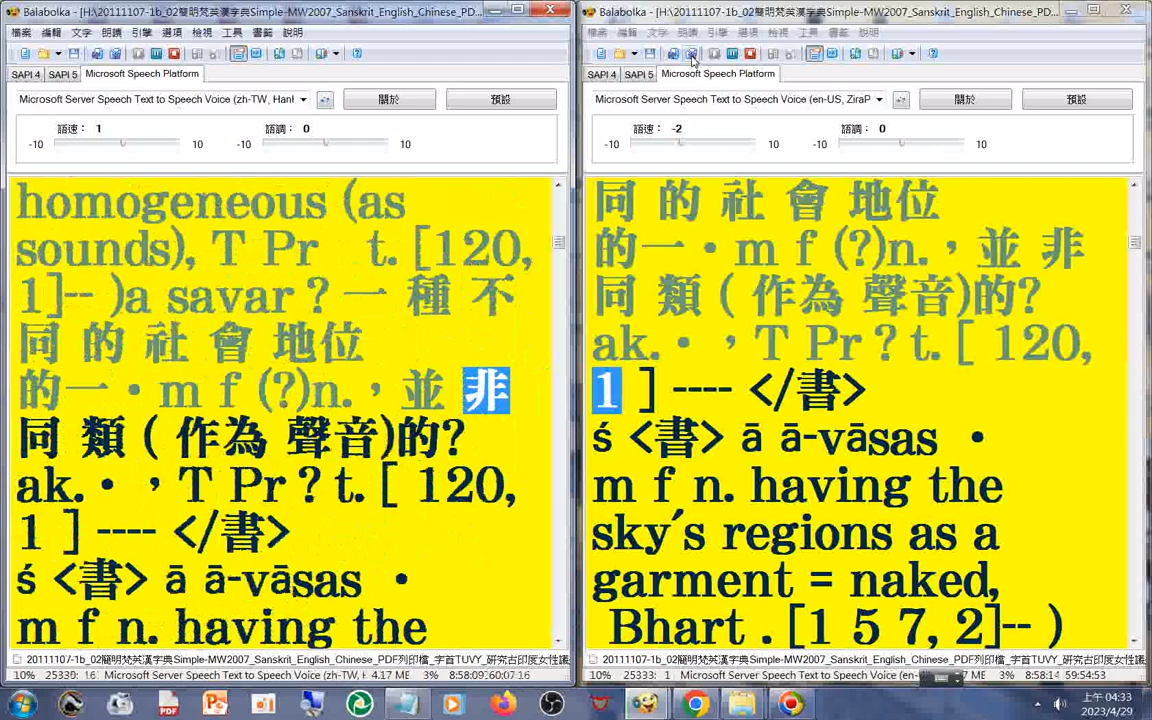 Balabolka - [H:\20111107-1b_02簡明梵英漢字典Simple-MW2007_Sanskrit_English_Chinese_PD...
檔案 編輯 文字 朗讀 引擎 選項 檢視 工具 書籤 說明
SAPI 4 SAPI 5 Microsoft Speech Platform
Microsoft Server Speech Text to Speech Voice (zh-TW, Hanl
關於
預設
語速： 1
語調： 0
-10 10 -10 10
homogeneous (as
sounds), T Pr t. [120,
1]-- )a savar ? 一 種 不
同 的 社 會 地位
的一・m f (?)n.，並 非
同 類 ( 作為 聲音)的?
ak.・，T Pr ? t. [ 120,
1 ] ---- </書>
ś <書> ā ā-vāsas ・
m f n. having the
20111107-1b_02簡明梵英漢字典Simple-MW2007_Sanskrit_English_Chinese_PDF列印檔_字首TUVY_研究古印度女性議
10% 25339: 16 Microsoft Server Speech Text to Speech Voice (zh-TW, H 4.17 MB 3% 8:58:09
Balabolka - [H:\20111107-1b_02簡明梵英漢字典Simple-MW2007_Sanskrit_English_Chinese_PD...
檔案 編輯 文字 朗讀 引擎 選項 檢視 工具 書籤 說明
SAPI 4 SAPI 5 Microsoft Speech Platform
Microsoft Server Speech Text to Speech Voice (en-US, ZiraP
關於
預設
語速： -2
語調： 0
-10 10 -10 10
同 的 社 會 地位
的一・m f (?)n.，並 非
同 類 ( 作為 聲音)的?
ak.・，T Pr ? t. [ 120,
1 ] ---- </書>
ś <書> ā ā-vāsas ・
m f n. having the
sky′s regions as a
garment = naked,
Bhart . [1 5 7, 2]-- )
20111107-1b_02簡明梵英漢字典Simple-MW2007_Sanskrit_English_Chinese_PDF列印檔_字首TUVY_研究古印度女性議
10% 25333: 1 Microsoft Server Speech Text to Speech Voice (en-US 3% 8:58:14 59:54:53
上午 04:33
2023/4/29